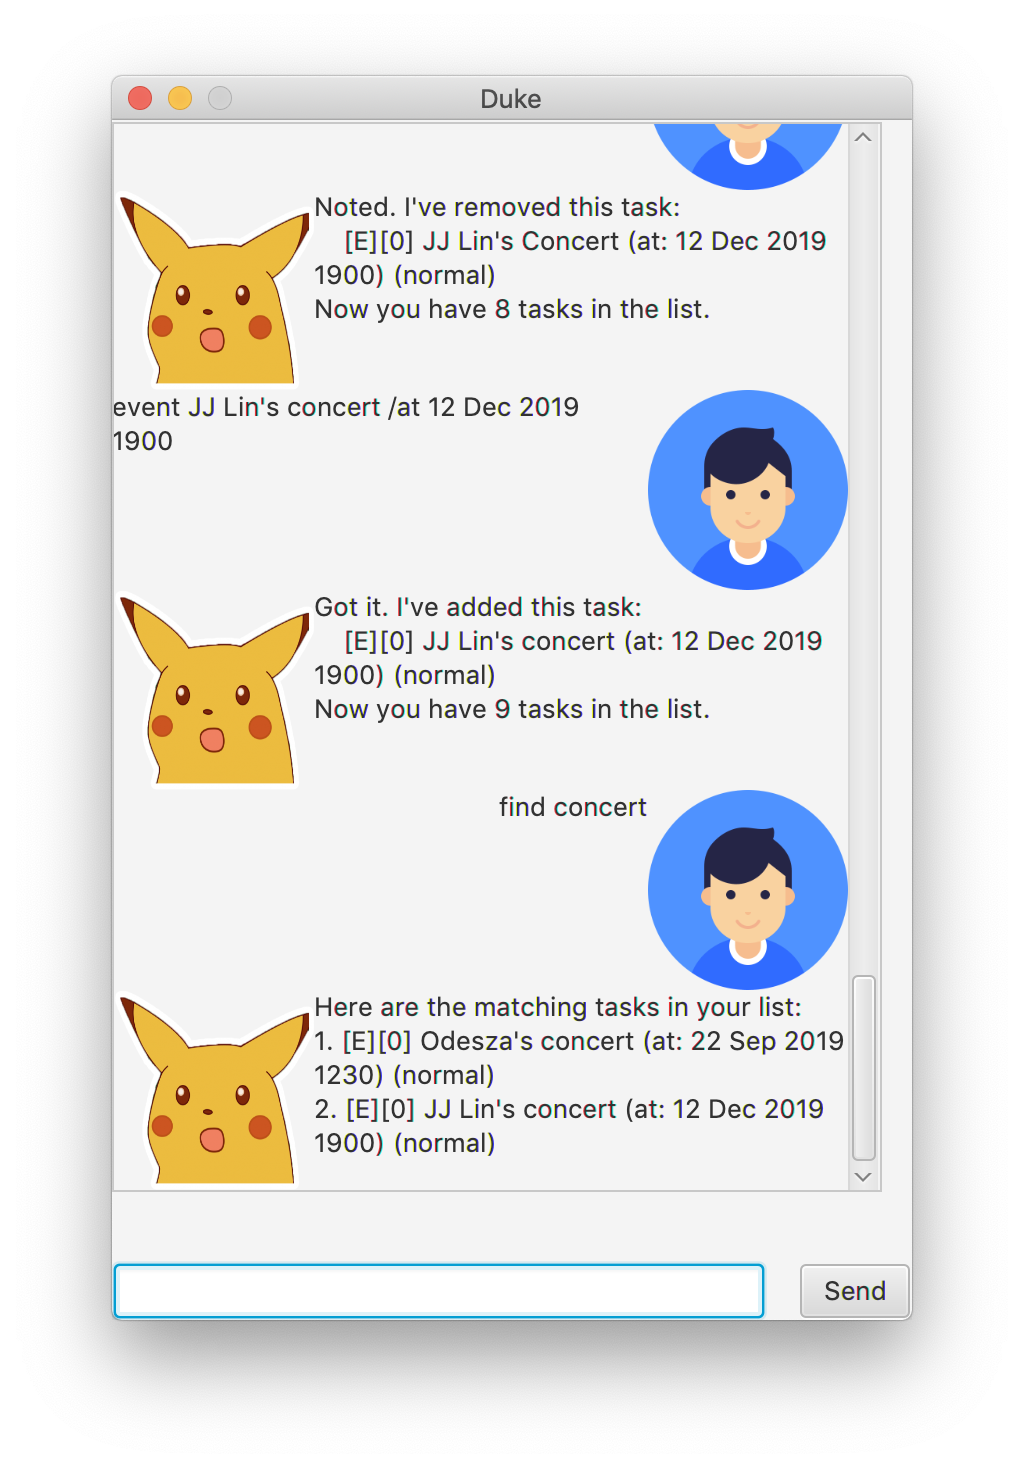 Duke
Noted. I've removed this task:
[E][0] JJ Lin's Concert (at: 12 Dec 2019
1900) (normal)
Now you have 8 tasks in the list.
event JJ Lin's concert /at 12 Dec 2019
1900
Got it. I've added this task:
[E][0] JJ Lin's concert (at: 12 Dec 2019
1900) (normal)
Now you have 9 tasks in the list.
find concert
Here are the matching tasks in your list:
1. [E][0] Odesza's concert (at: 22 Sep 2019
1230) (normal)
2. [E][0] JJ Lin's concert (at: 12 Dec 2019
1900) (normal)
Send